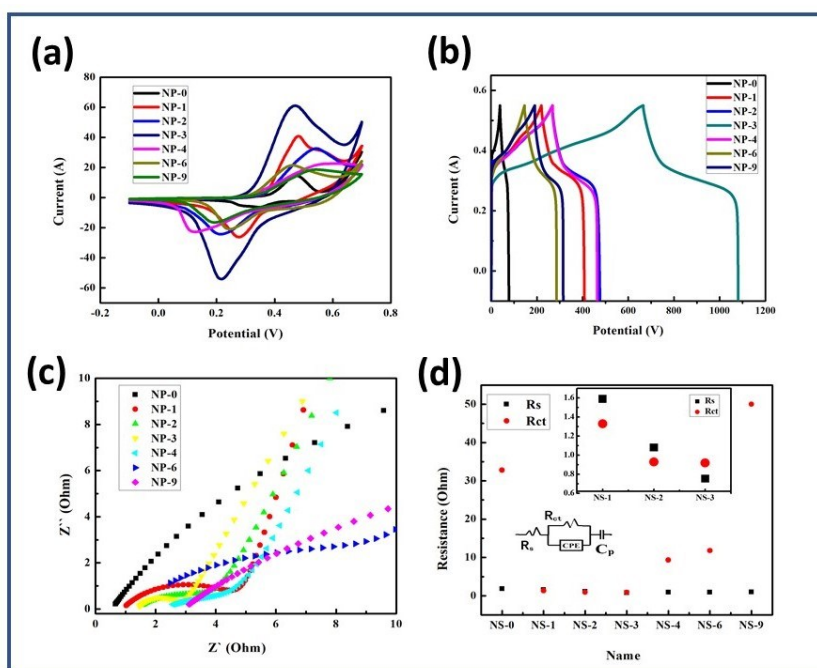 (a)
60
40
20
0
-20
-40
-60
-0.2
0.0
0.2
0.4
0.6
0.8
Current (A)
Potential (V)
NP-0
NP-1
NP-2
NP-3
NP-4
NP-6
NP-9
80
(b)
0.6
0.4
0.2
0.0
0
200
400
600
800
1000
1200
Current (A)
Potential (V)
NP-0
NP-1
NP-2
NP-3
NP-4
NP-6
NP-9
(c)
10
8
6
4
2
0
0
2
4
6
8
10
Z`` (Ohm)
Z` (Ohm)
NP-0
NP-1
NP-2
NP-3
NP-4
NP-6
NP-9
(d)
50
40
30
20
10
0
Resistance (Ohm)
NS-0
NS-1
NS-2
NS-3
NS-4
NS-6
NS-9
Name
Rs
Rct
1.6
1.4
1.2
1.0
0.8
0.6
NS-1
NS-2
NS-3
Rs
Rct
Rct
Rs
CPE
Cp